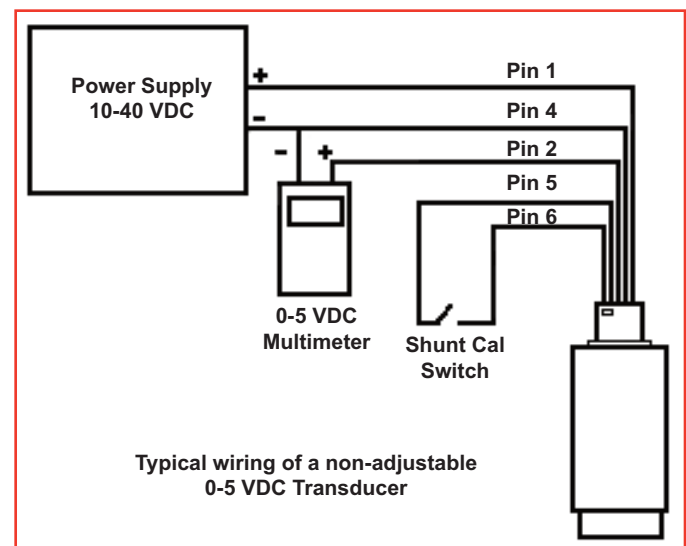 Power Supply
10-40 VDC
+
-
Pin 1
Pin 4
- +
Pin 2
Pin 5
Pin 6
0-5 VDC
Multimeter
Shunt Cal
Switch
Typical wiring of a non-adjustable
0-5 VDC Transducer